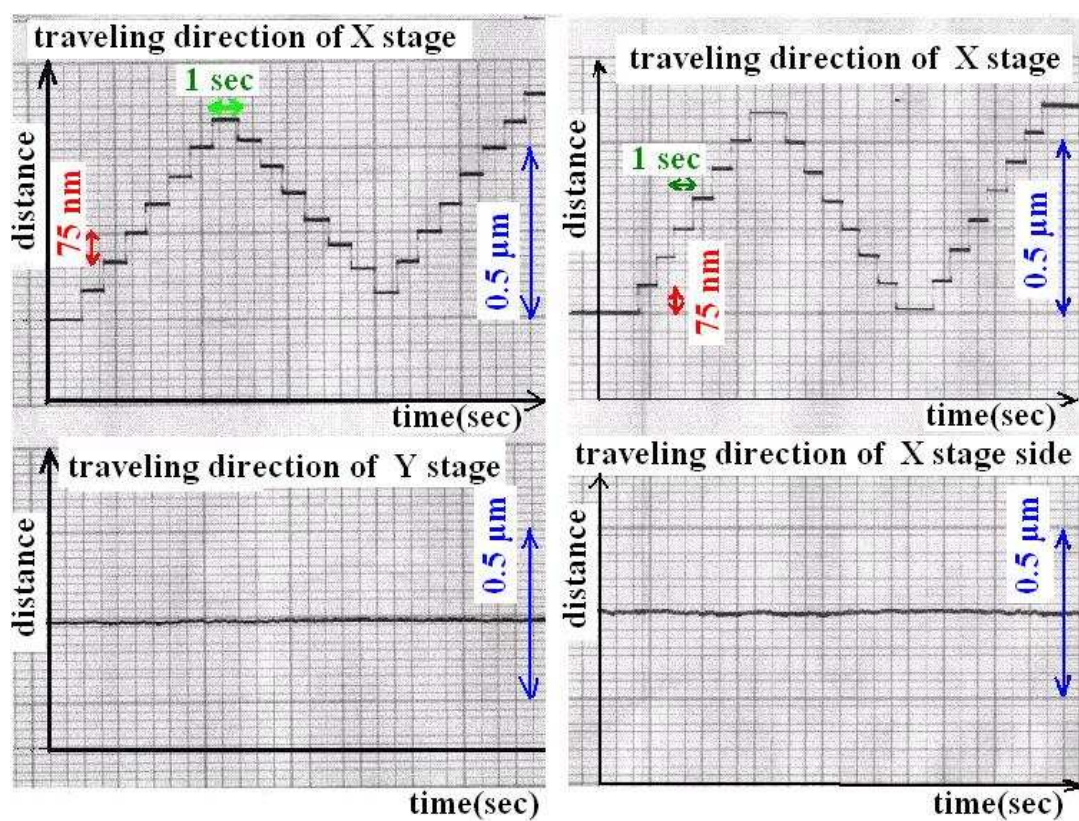 traveling direction of X stage
1 sec
distance
75 nm
0.5 µm
time(sec)
traveling direction of X stage
1 sec
distance
75 nm
0.5 µm
time(sec)
traveling direction of Y stage
distance
0.5 µm
time(sec)
traveling direction of X stage side
distance
0.5 µm
time(sec)